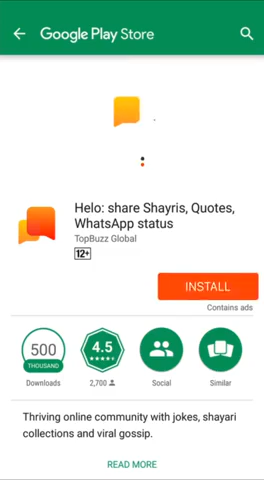 Google Play Store
Helo: share Shayris, Quotes,
WhatsApp status
TopBuzz Global
12+
INSTALL
Contains ads
500
THOUSAND
Downloads
4.5
2,700
Social
Similar
Thriving online community with jokes, shayari
collections and viral gossip.
READ MORE